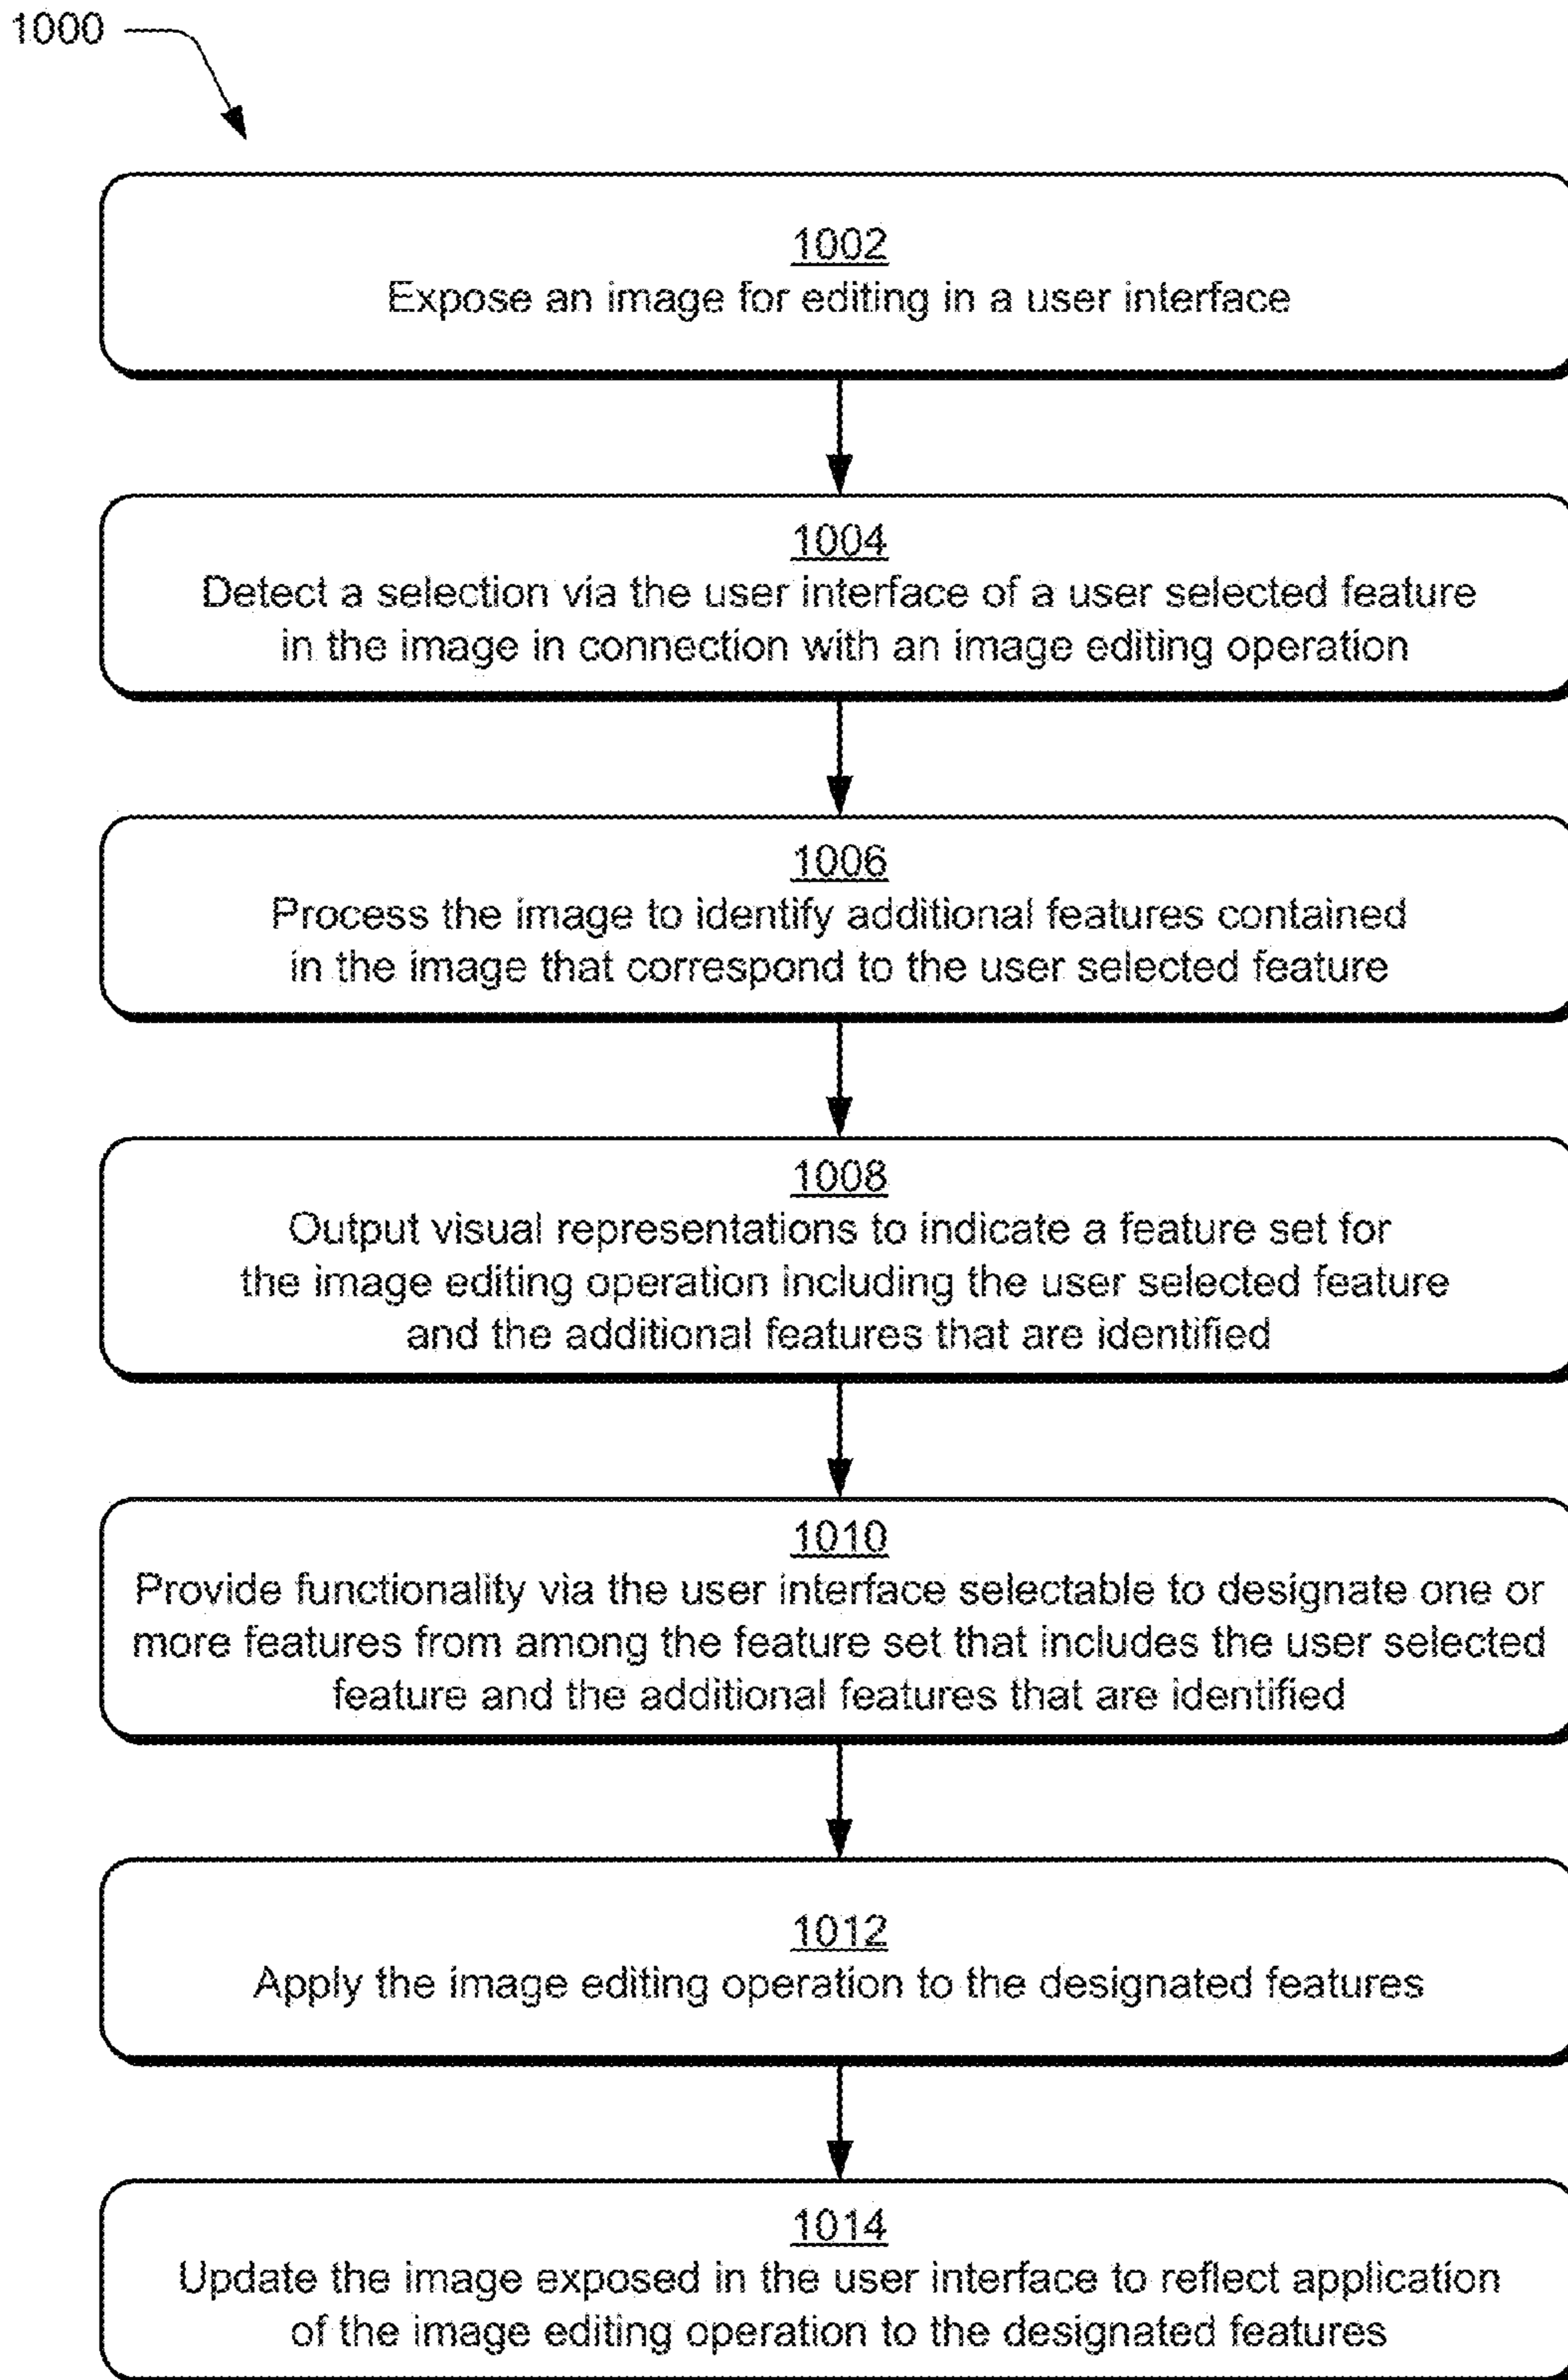 1000
1002
Expose an image for editing in a user interface
1004
Detect a selection via the user interface of a user selected feature
in the image in connection with an image editing operation
1006
Process the image to identify additional features contained
in the image that correspond to the user selected feature
1008
Output visual representations to indicate a feature set for
the image editing operation including the user selected feature
and the additional features that are identified
1010
Provide functionality via the user interface selectable to designate one or
more features from among the feature set that includes the user selected
feature and the additional features that are identified
1012
Apply the image editing operation to the designated features
1014
Update the image exposed in the user interface to reflect application
of the image editing operation to the designated features